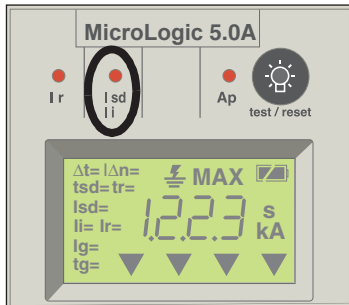 MicroLogic 5.0A
Ir
Isd
Ii
Ap
test / reset
Δt= IΔn=
tsd= tr=
MAX
Isd=
Ii= Ir=
1.2.2.3
s
kA
Ig=
tg=